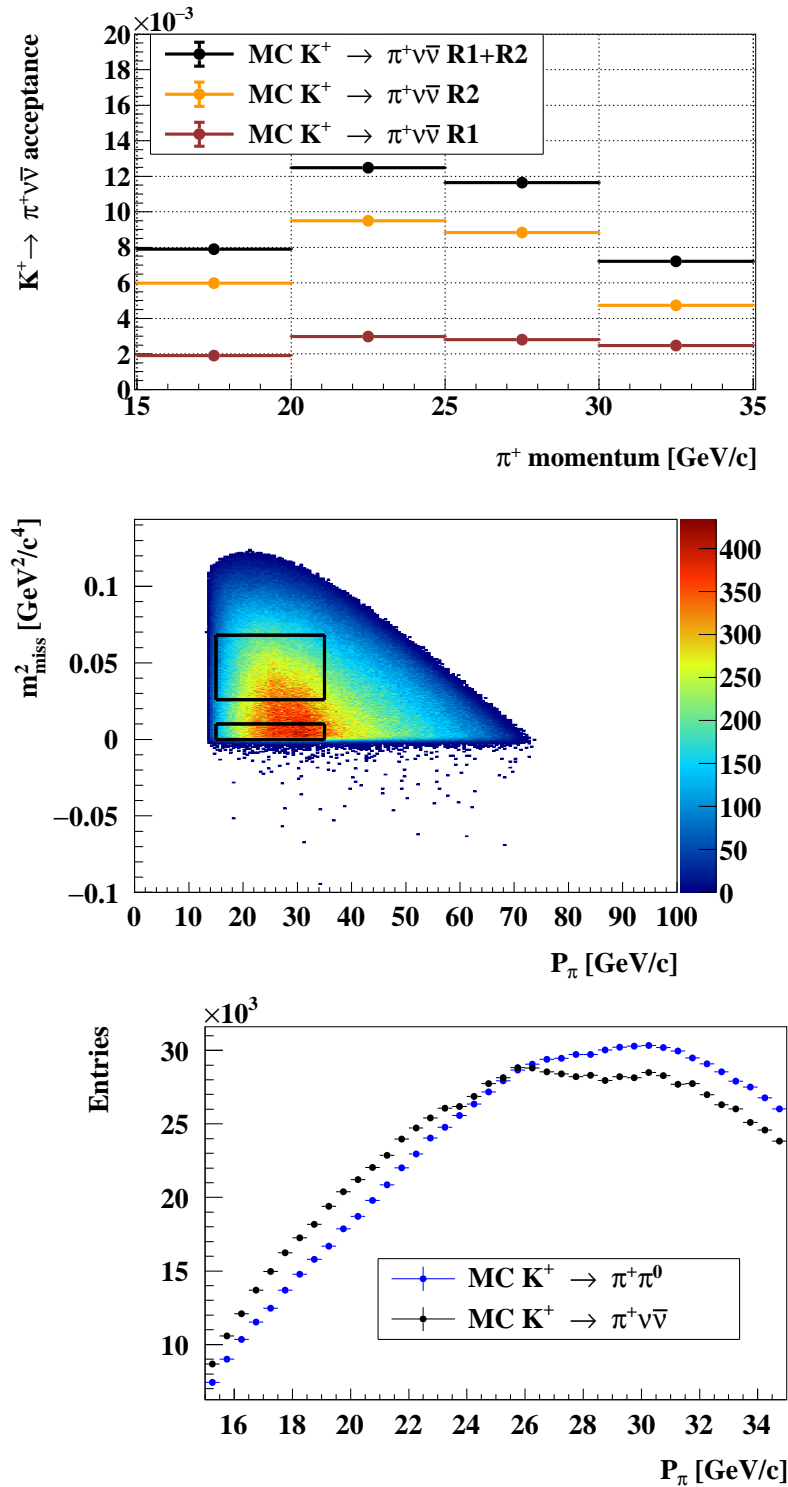 ×10⁻³
K⁺→ π⁺νν̅ acceptance
20
18
16
14
12
10
8
6
4
2
0
MC K⁺ → π⁺νν̅ R1+R2
MC K⁺ → π⁺νν̅ R2
MC K⁺ → π⁺νν̅ R1
15 20 25 30 35
π⁺ momentum [GeV/c]
m²miss [GeV²/c⁴]
0.1
0.05
0
−0.05
−0.1
400
350
300
250
200
150
100
50
0
0 10 20 30 40 50 60 70 80 90 100
Pπ [GeV/c]
×10³
Entries
30
25
20
15
10
MC K⁺ → π⁺π⁰
MC K⁺ → π⁺νν̅
16 18 20 22 24 26 28 30 32 34
Pπ [GeV/c]